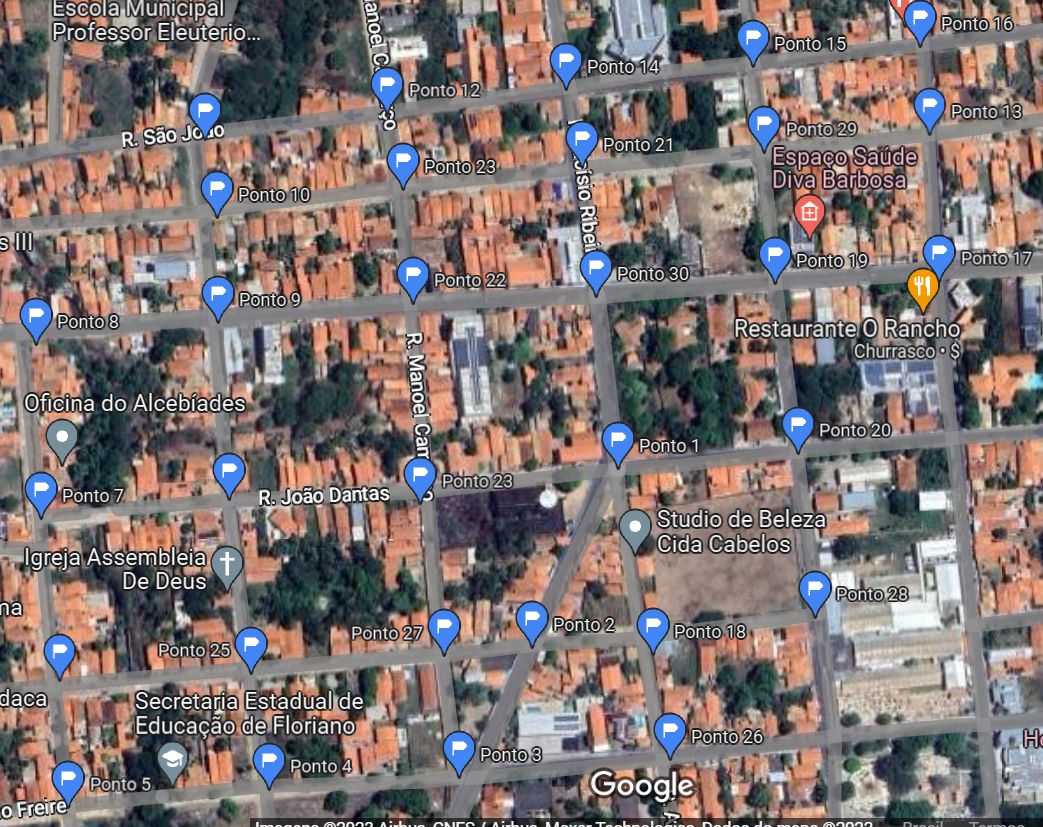 Escola Municipal
Professor Eleuterio...
Ponto 16
Ponto 15
Ponto 14
Ponto 12
Ponto 13
R. São João
Ponto 29
Ponto 21
Espaço Saúde
Diva Barbosa
Ponto 23
Ponto 10
s III
Ponto 17
Ponto 19
Ponto 30
Ponto 22
Ponto 9
Ponto 8
Restaurante O Rancho
Churrasco • $
R. Manoel
Oficina do Alcebíades
Ponto 20
Ponto 1
Ponto 23
Ponto 7
R. João Dantas
Studio de Beleza
Cida Cabelos
Igreja Assembleia
De Deus
Ponto 28
ma
Ponto 2
Ponto 27
Ponto 18
Ponto 25
daca
Secretaria Estadual de
Educação de Floriano
Ponto 26
Ponto 3
Ponto 4
Ponto 5
Google
o Freire